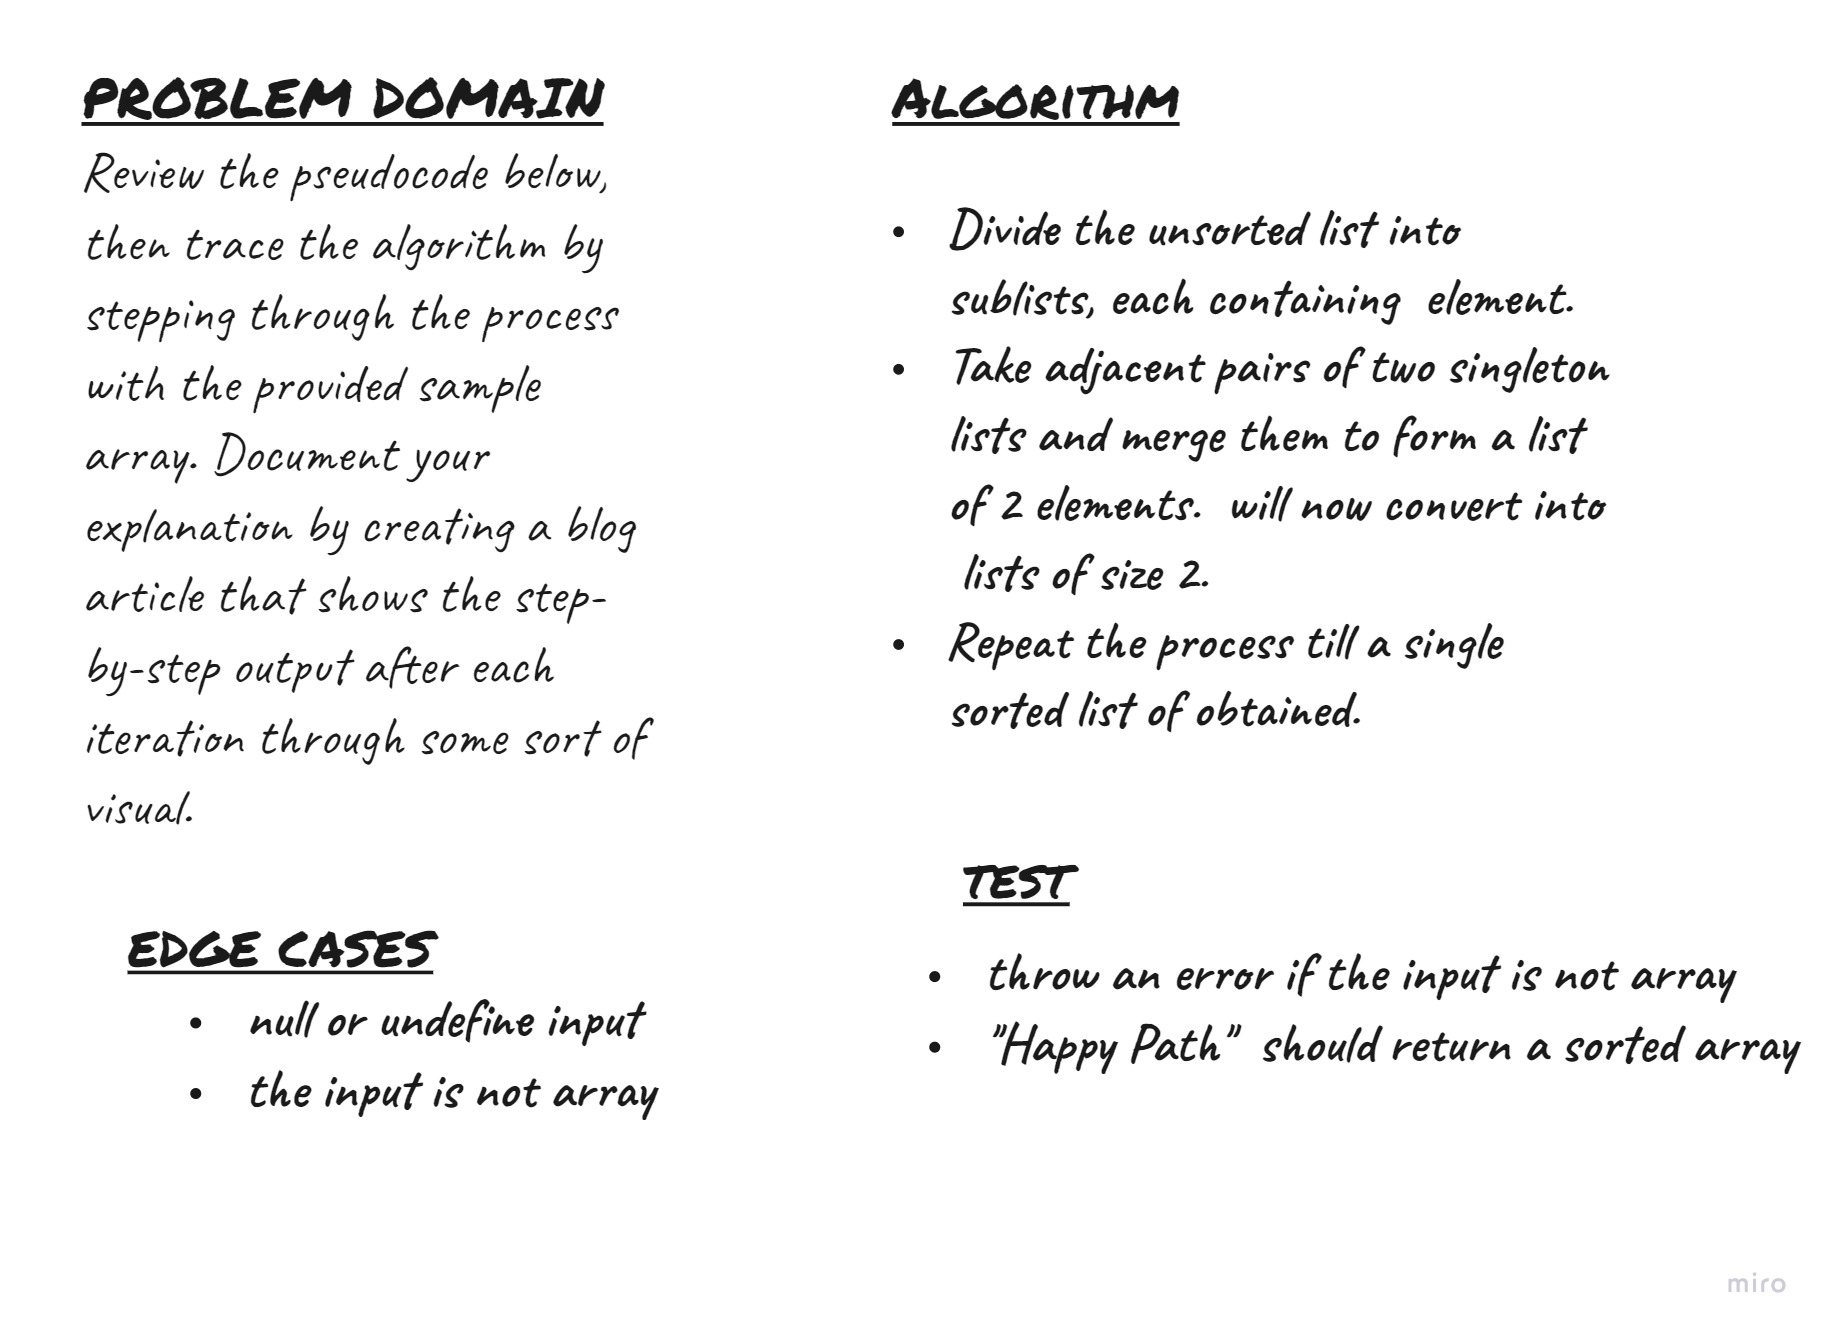 PROBLEM DOMAIN
Review the pseudocode below,
then trace the algorithm by
stepping through the process
with the provided sample
array. Document your
explanation by creating a blog
article that shows the step-
by-step output after each
iteration through some sort of
visual.
EDGE CASES
• null or undefine input
• the input is not array
ALGORITHM
• Divide the unsorted list into
sublists, each containing element.
• Take adjacent pairs of two singleton
lists and merge them to form a list
of 2 elements. will now convert into
lists of size 2.
• Repeat the process till a single
sorted list of obtained.
TEST
• throw an error if the input is not array
• "Happy Path" should return a sorted array
miro